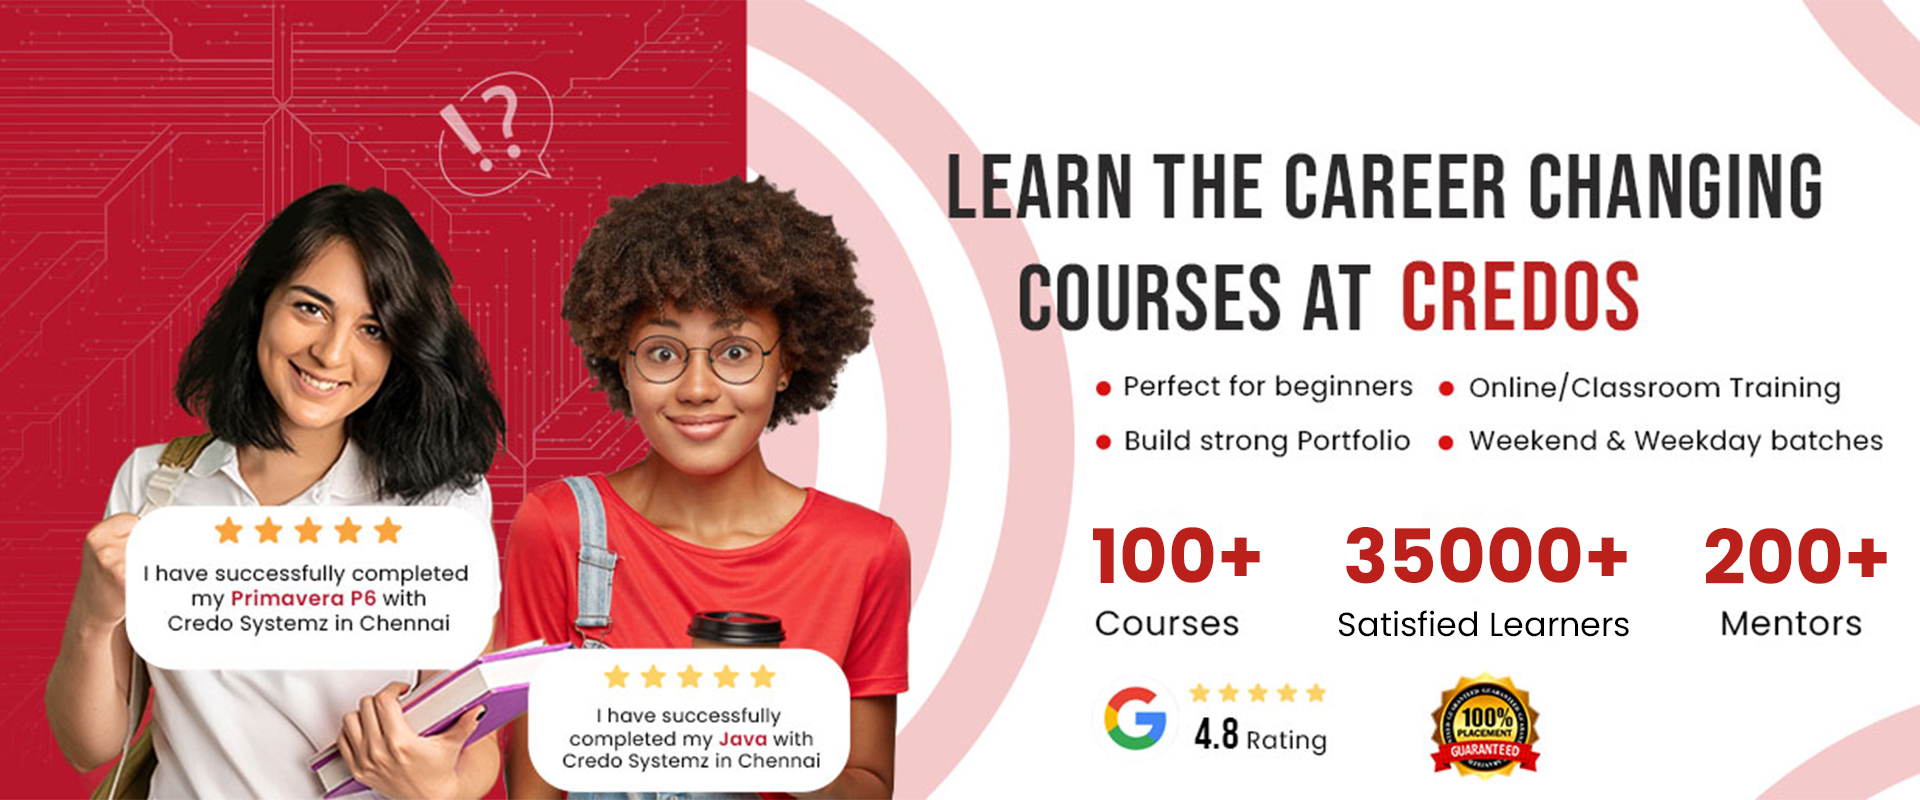 !?
LEARN THE CAREER CHANGING
COURSES AT CREDOS
Perfect for beginners
Online/Classroom Training
Build strong Portfolio
Weekend & Weekday batches
100+
Courses
35000+
Satisfied Learners
200+
Mentors
G
4.8 Rating
100%
PLACEMENT
GUARANTEED
I have successfully completed
my Primavera P6 with
Credo Systemz in Chennai
I have successfully
completed my Java with
Credo Systemz in Chennai